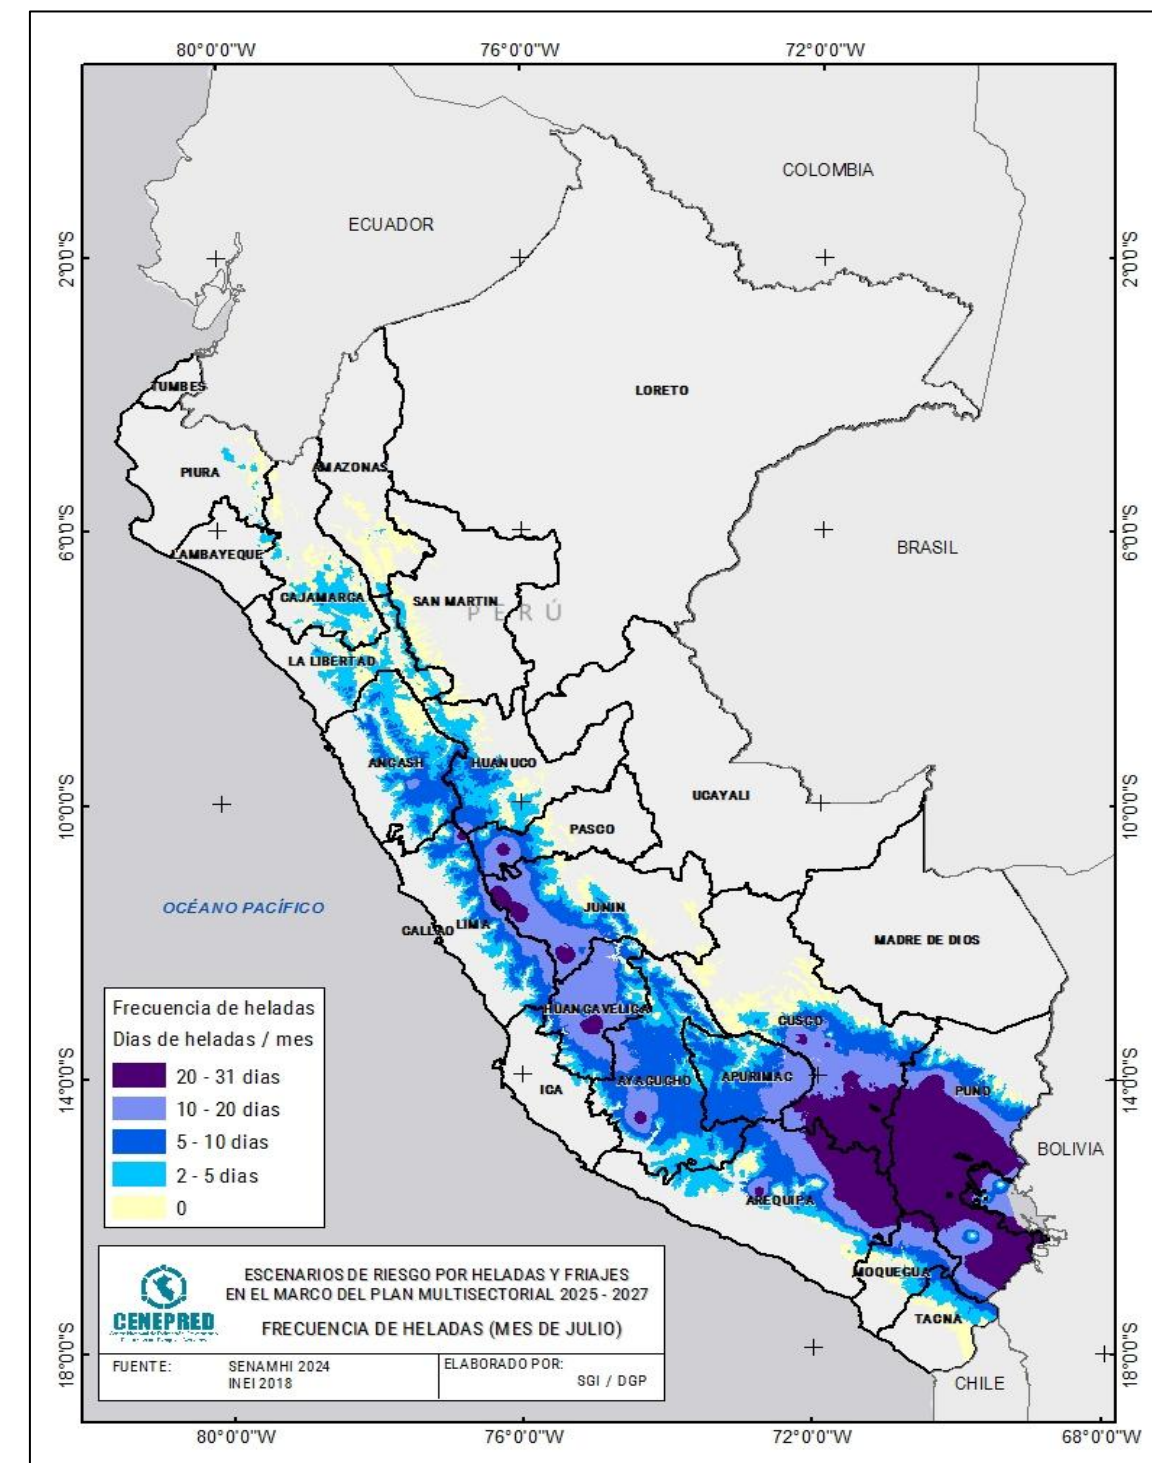 80°0'0"W 76°0'0"W 72°0'0"W
COLOMBIA
ECUADOR
2°0'0"S 2°0'0"S
TUMBES
LORETO
AMAZONAS
PIURA
6°0'0"S 6°0'0"S
BRASIL
LAMBAYEQUE
CAJAMARCA
SAN MARTIN
PERÚ
LA LIBERTAD
ANCASH
HUANUCO
UCAYALI
10°0'0"S 10°0'0"S
PASCO
OCÉANO PACÍFICO
JUNIN
LIMA
CALLAO
MADRE DE DIOS
HUANCAVELICA
CUSCO
14°0'0"S 14°0'0"S
ICA
AYACUCHO
APURIMAC
PUNO
BOLIVIA
AREQUIPA
MOQUEGUA
TACNA
18°0'0"S 18°0'0"S
CHILE
Frecuencia de heladas
Dias de heladas / mes
20 - 31 dias
10 - 20 dias
5 - 10 dias
2 - 5 dias
0
CENEPRED
ESCENARIOS DE RIESGO POR HELADAS Y FRIAJES
EN EL MARCO DEL PLAN MULTISECTORIAL 2025 - 2027
FRECUENCIA DE HELADAS (MES DE JULIO)
FUENTE: SENAMHI 2024
INEI 2018
ELABORADO POR:
SGI / DGP
80°0'0"W 76°0'0"W 72°0'0"W 68°0'0"W